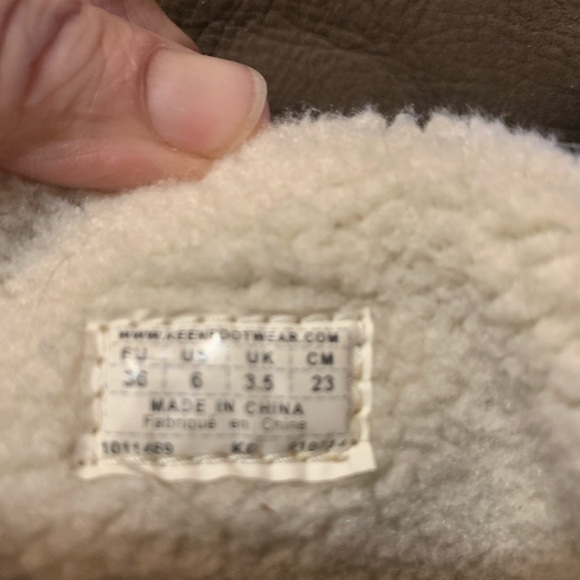 WWW.KEENFOOTWEAR.COM
EU US UK CM
36 6 3.5 23
MADE IN CHINA
Fabriqué en Chine
1011469